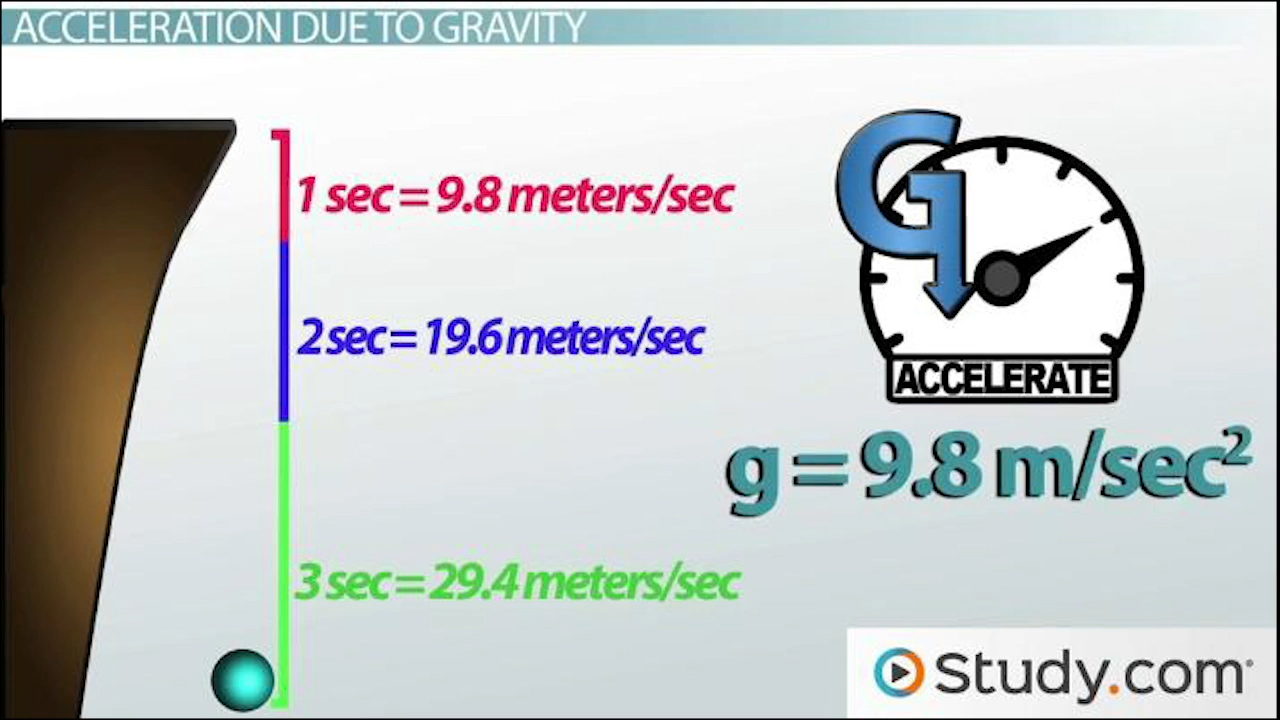 ACCELERATION DUE TO GRAVITY
1 sec = 9.8 meters/sec
2 sec = 19.6 meters/sec
3 sec = 29.4 meters/sec
G
ACCELERATE
g = 9.8 m/sec²
Study.com